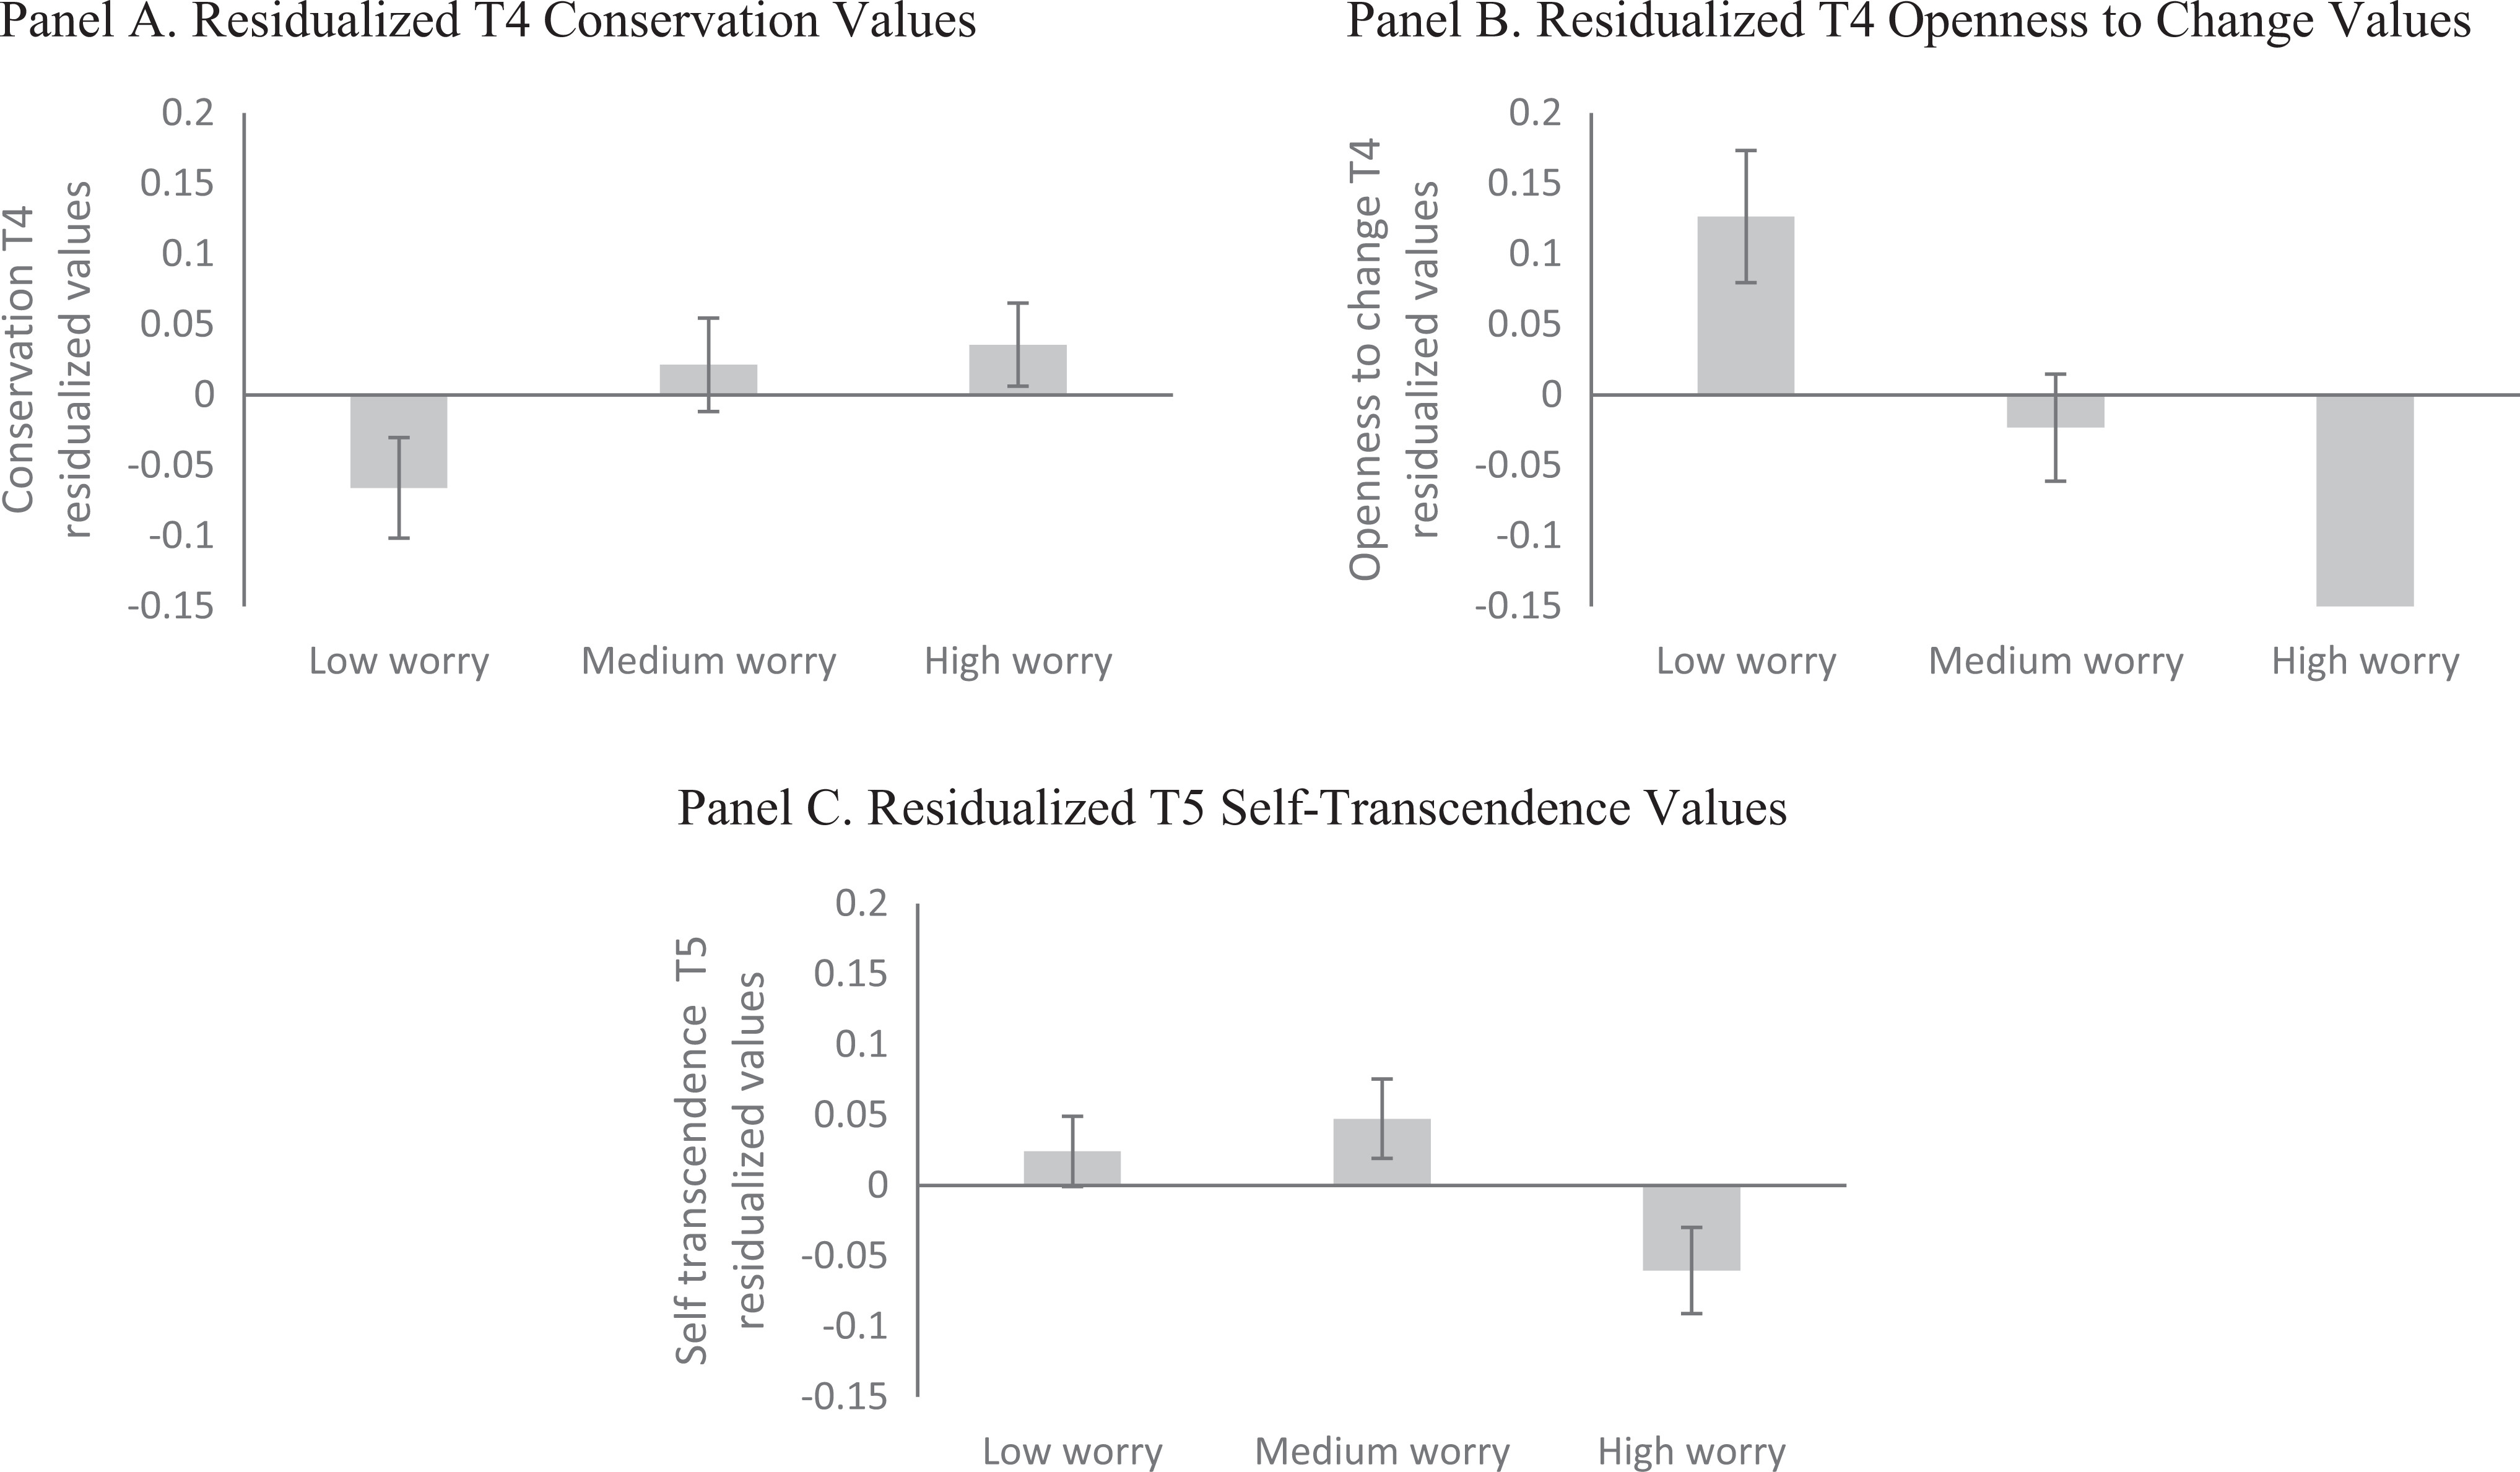 Panel A. Residualized T4 Conservation Values
Conservation T4
residualized values
0.2
0.15
0.1
0.05
0
-0.05
-0.1
-0.15
Low worry
Medium worry
High worry
Panel B. Residualized T4 Openness to Change Values
Openness to change T4
residualized values
0.2
0.15
0.1
0.05
0
-0.05
-0.1
-0.15
Low worry
Medium worry
High worry
Panel C. Residualized T5 Self-Transcendence Values
Self transcendence T5
residualized values
0.2
0.15
0.1
0.05
0
-0.05
-0.1
-0.15
Low worry
Medium worry
High worry